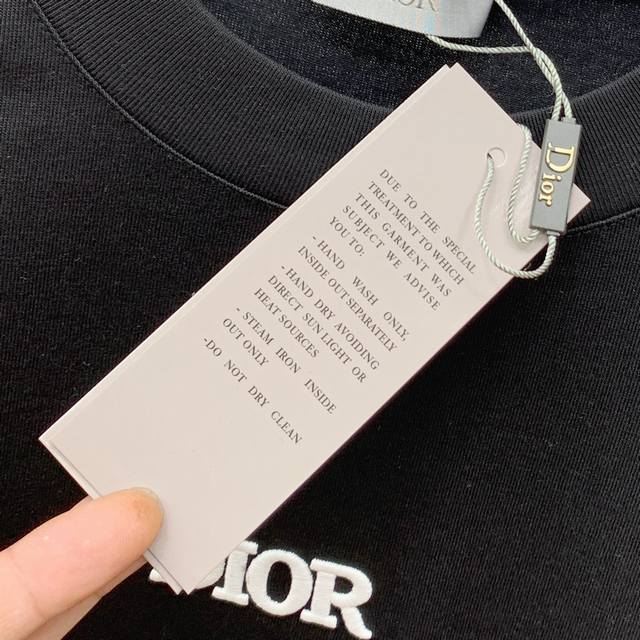 DUE TO THE SPECIAL
TREATMENT TO WHICH
THIS GARMENT WAS
SUBJECT WE ADVISE
YOU TO:
- HAND WASH ONLY,
INSIDE OUT SEPARATELY
- HAND DRY AVOIDING
DIRECT SUN LIGHT OR
HEAT SOURCES
- STEAM IRON INSIDE
OUT ONLY
-DO NOT DRY CLEAN
Dior
DIOR